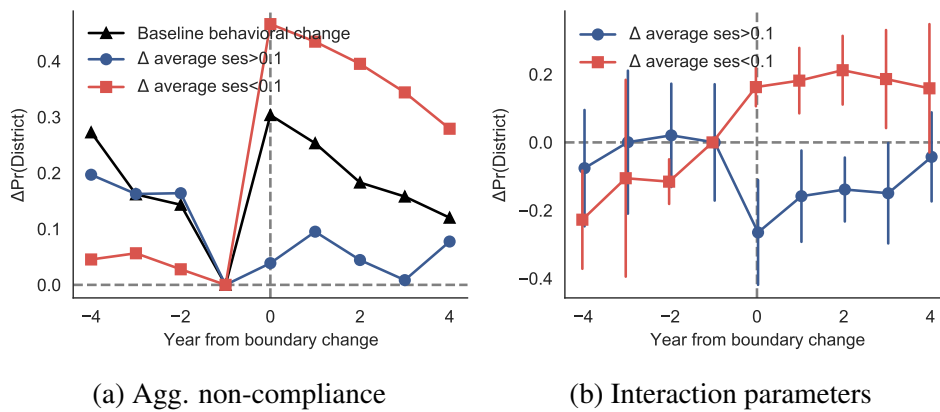 Baseline behavioral change
Δ average ses>0.1
Δ average ses<0.1
ΔPr(District)
0.4
0.3
0.2
0.1
0.0
−4
−2
0
2
4
Year from boundary change
(a) Agg. non-compliance
Δ average ses>0.1
Δ average ses<0.1
ΔPr(District)
0.2
0.0
−0.2
−0.4
−4
−2
0
2
4
Year from boundary change
(b) Interaction parameters